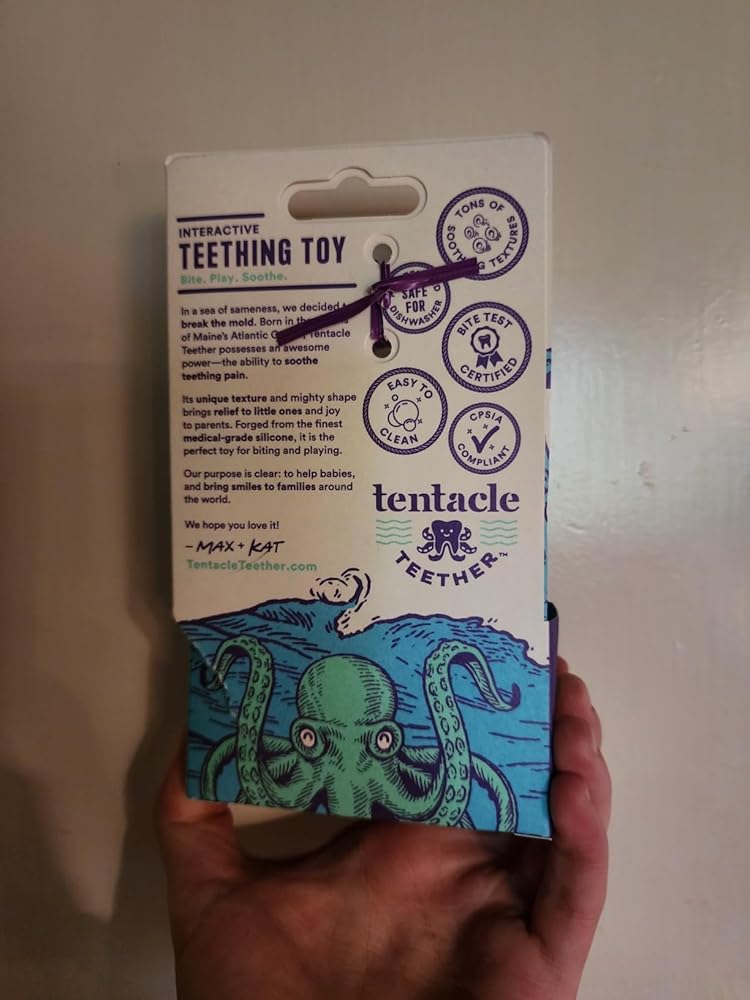 INTERACTIVE
TEETHING TOY
Bite. Play. Soothe.
In a sea of sameness, we decided
break the mold. Born in
of Maine's Atlantic Tentacle
Teether possesses an awesome
power—the ability to soothe
teething pain.
Its unique texture and mighty shape
brings relief to little ones and joy
to parents. Forged from the finest
medical-grade silicone, it is the
perfect toy for biting and playing.
Our purpose is clear: to help babies,
and bring smiles to families around
the world.
We hope you love it!
-MAX + KAT
TentacleTeether.com
TONS OF
SOOTHING TEXTURES
SAFE
FOR
DISHWASHER
BITE TEST
CERTIFIED
EASY TO
CLEAN
CPSIA
COMPLIANT
tentacle
TEETHER™